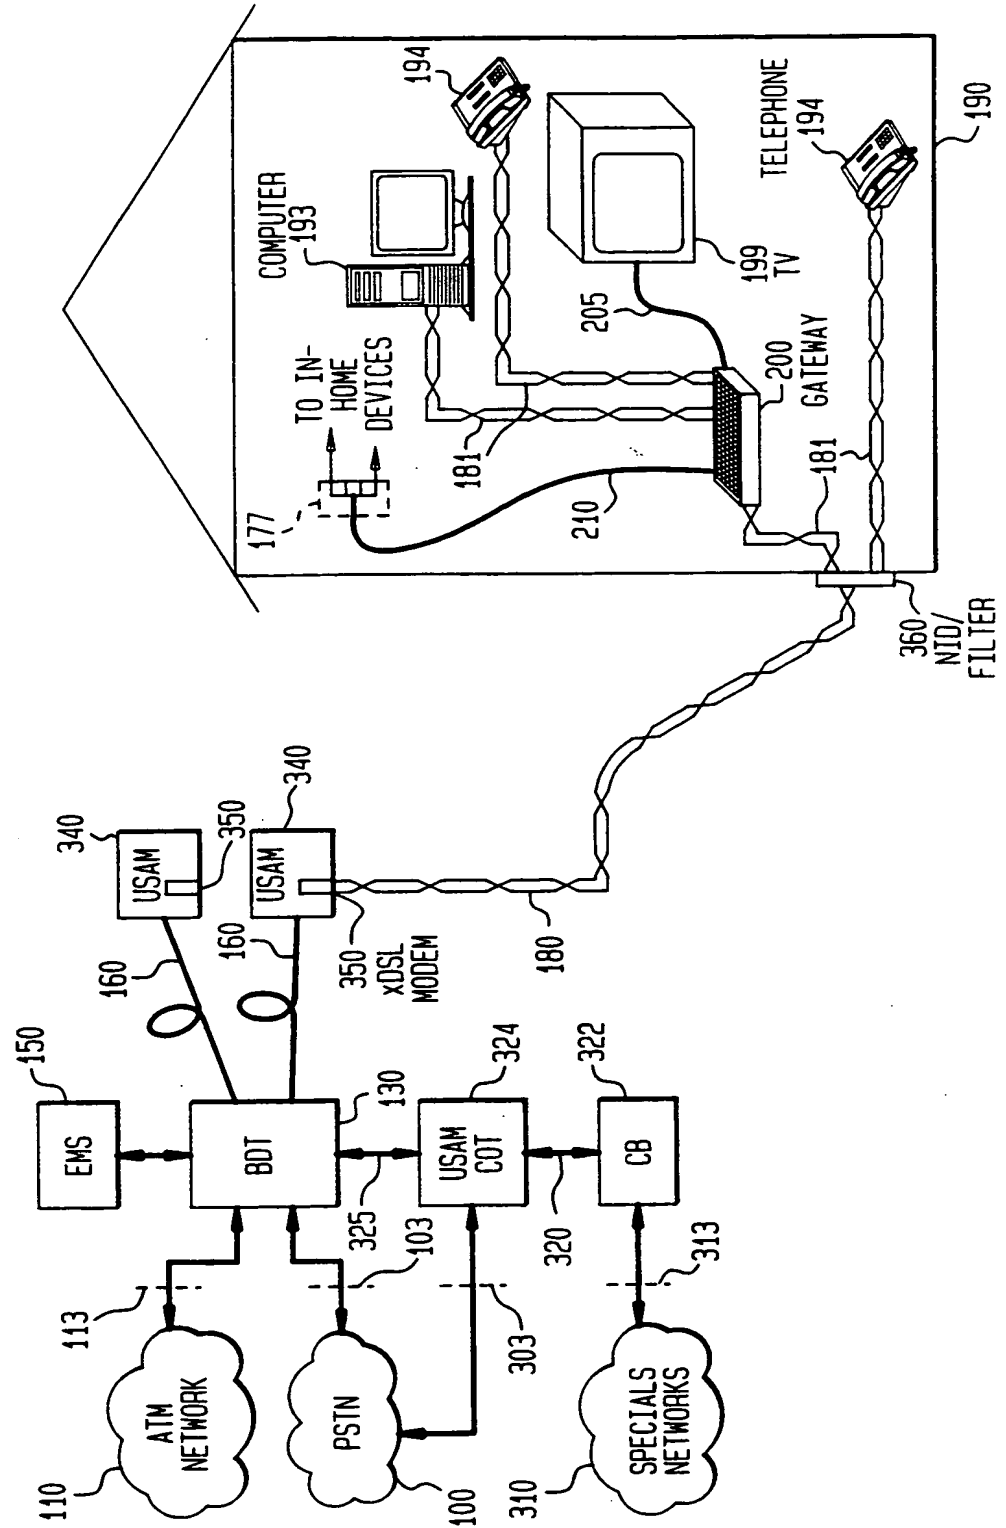 110
ATM
NETWORK
113
EMS
150
BDT
130
160
340
USAM
350
160
340
USAM
350
xDSL
MODEM
180
100
PSTN
103
325
303
USAM
COT
324
320
CB
322
310
SPECIALS
NETWORKS
313
177
TO IN-
HOME
DEVICES
COMPUTER
193
194
181
210
205
199
TV
200
GATEWAY
181
181
TELEPHONE
194
190
360
NID/
FILTER